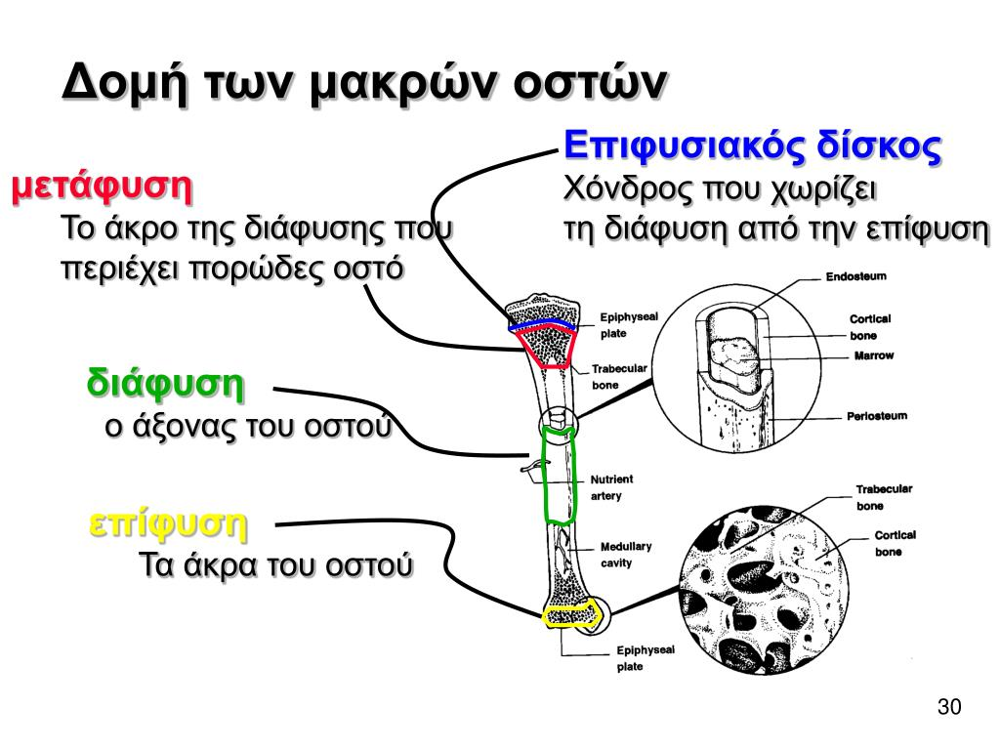 Δομή των μακρών οστών
Επιφυσιακός δίσκος
Χόνδρος που χωρίζει
τη διάφυση από την επίφυση
μετάφυση
Το άκρο της διάφυσης που
περιέχει πορώδες οστό
διάφυση
ο άξονας του οστού
επίφυση
Τα άκρα του οστού
Endosteum
Epiphyseal
plate
Cortical
bone
Marrow
Trabecular
bone
Periosteum
Nutrient
artery
Trabecular
bone
Medullary
cavity
Cortical
bone
Epiphyseal
plate
30